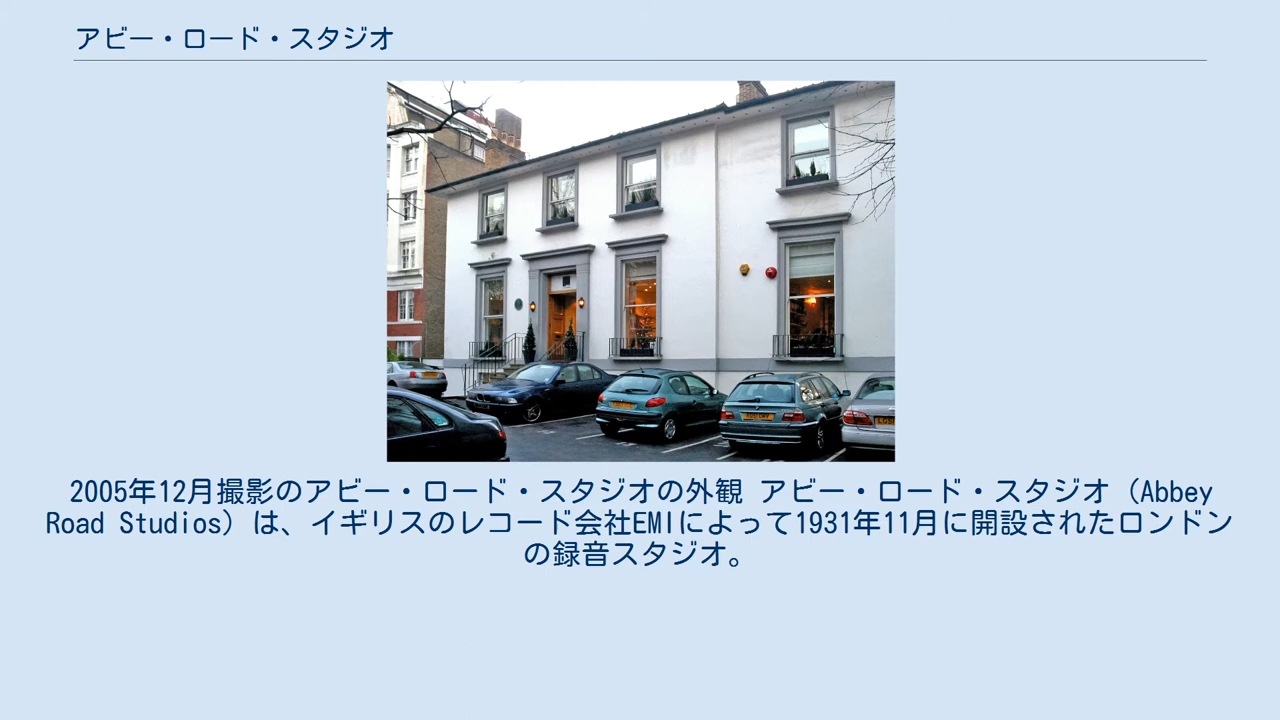 アビー・ロード・スタジオ
2005年12月撮影のアビー・ロード・スタジオの外観 アビー・ロード・スタジオ（Abbey
Road Studios）は、イギリスのレコード会社EMIによって1931年11月に開設されたロンドン
の録音スタジオ。